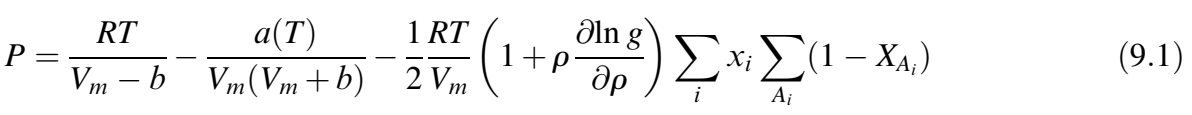 P = \frac{RT}{V_m - b} - \frac{a(T)}{V_m(V_m + b)} - \frac{1}{2} \frac{RT}{V_m} \left( 1 + \rho \frac{\partial \ln g}{\partial \rho} \right) \sum_i x_i \sum_{A_i} (1 - X_{A_i}) (9.1)